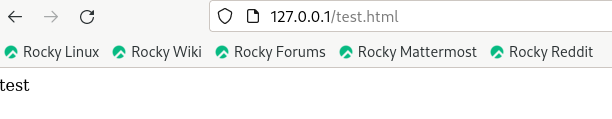 127.0.0.1/test.html
Rocky Linux Rocky Wiki Rocky Forums Rocky Mattermost Rocky Reddit
test